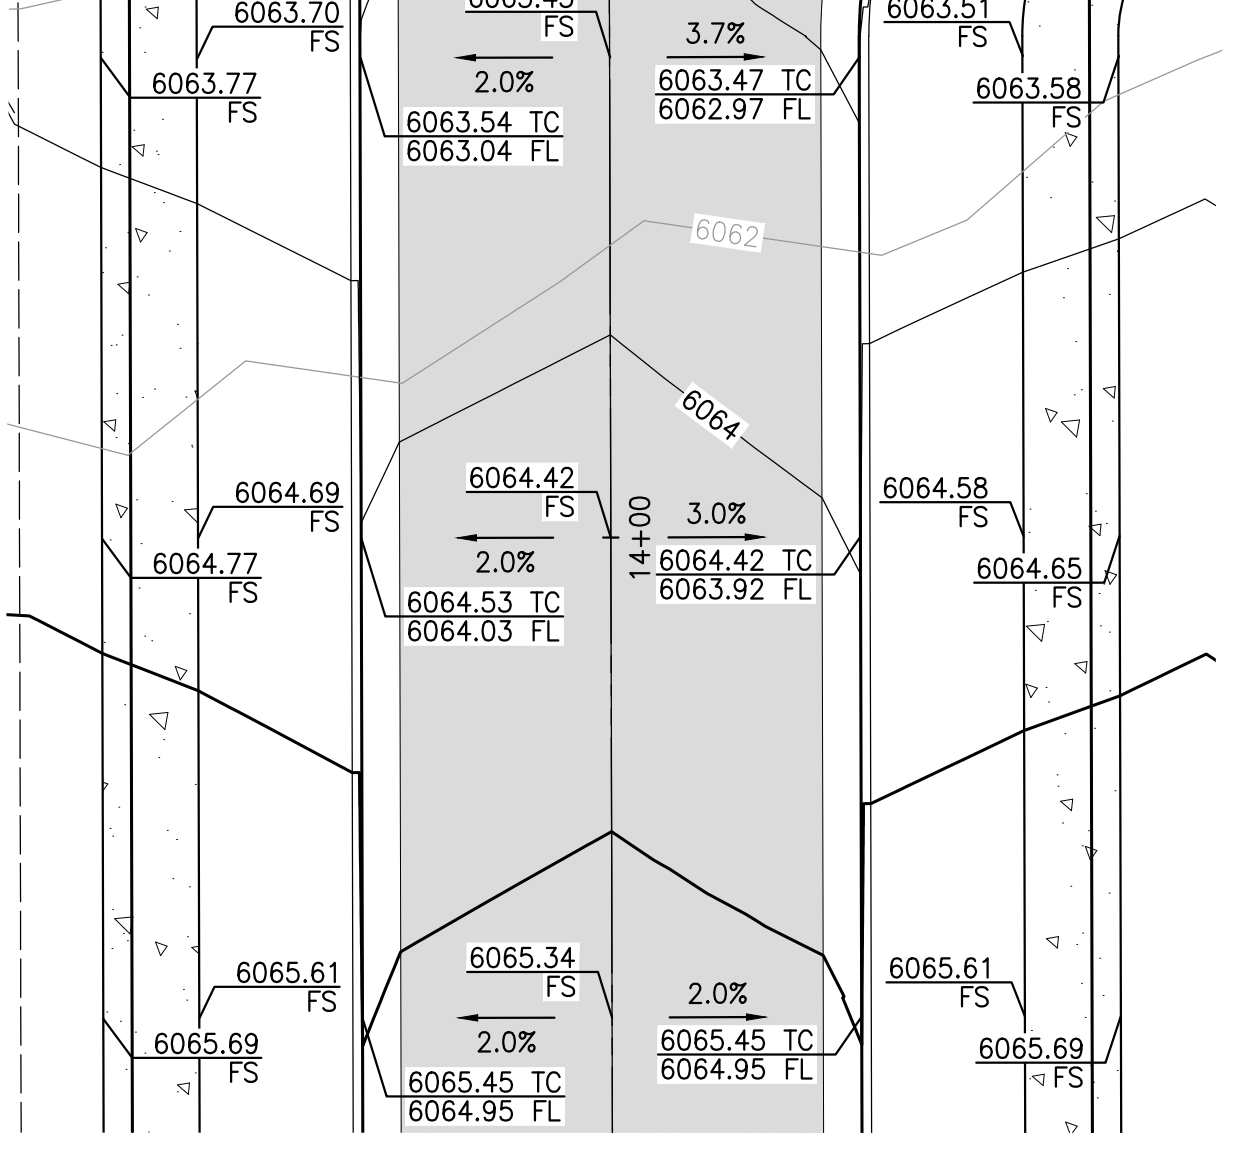 6063.70
FS
FS
3.7%
6063.51
FS
2.0%
6063.77
FS
6063.47 TC
6062.97 FL
6063.58
FS
6063.54 TC
6063.04 FL
6062
6064
6064.69
FS
6064.42
FS
14+00
3.0%
6064.58
FS
2.0%
6064.77
FS
6064.42 TC
6063.92 FL
6064.65
FS
6064.53 TC
6064.03 FL
6065.61
FS
6065.34
FS
2.0%
6065.61
FS
2.0%
6065.69
FS
6065.45 TC
6064.95 FL
6065.69
FS
6065.45 TC
6064.95 FL